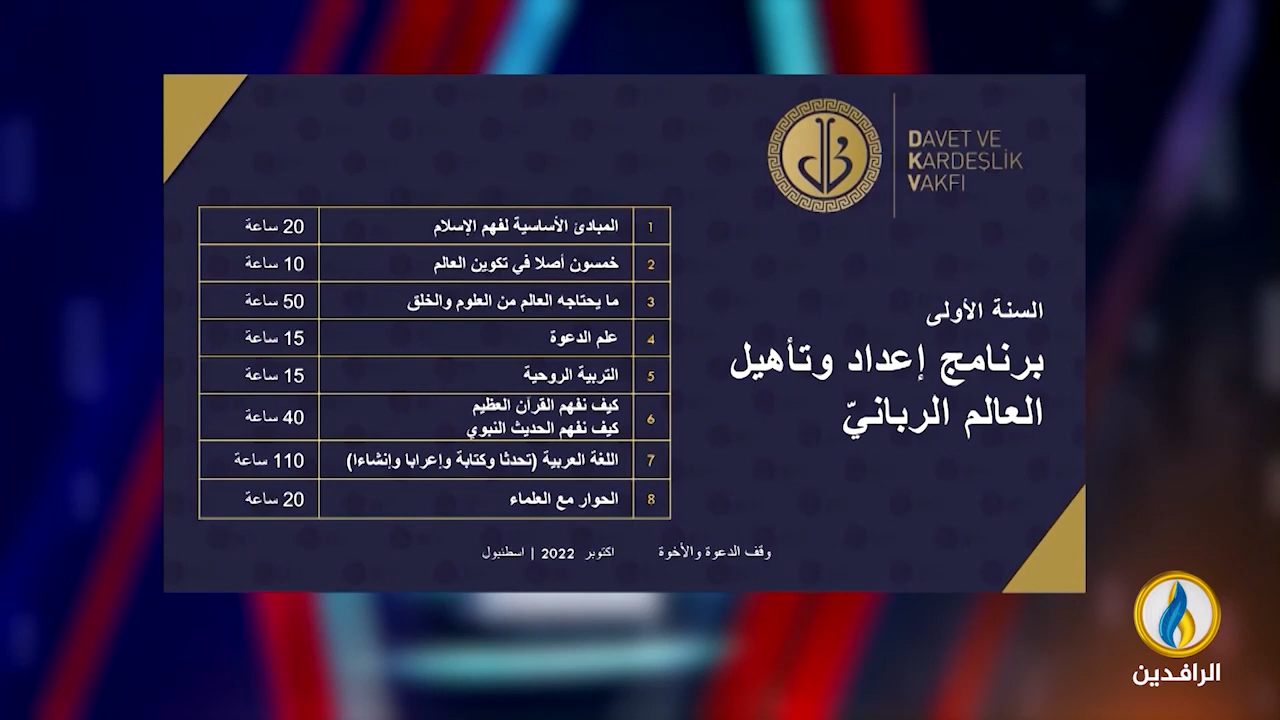 DAVET VE
KARDEŞLİK
VAKFI
السنة الأولى
برنامج إعداد وتأهيل
العالم الربانيّ
1 المبادئ الأساسية لفهم الإسلام 20 ساعة
2 خمسون أصلا في تكوين العالم 10 ساعة
3 ما يحتاجه العالم من العلوم والخلق 50 ساعة
4 علم الدعوة 15 ساعة
5 التربية الروحية 15 ساعة
6 كيف نفهم القرآن العظيم
كيف نفهم الحديث النبوي 40 ساعة
7 اللغة العربية (تحدثا وكتابة وإعرابا وإنشاءا) 110 ساعة
8 الحوار مع العلماء 20 ساعة
وقف الدعوة والأخوة اكتوبر 2022 | اسطنبول
الرافدين